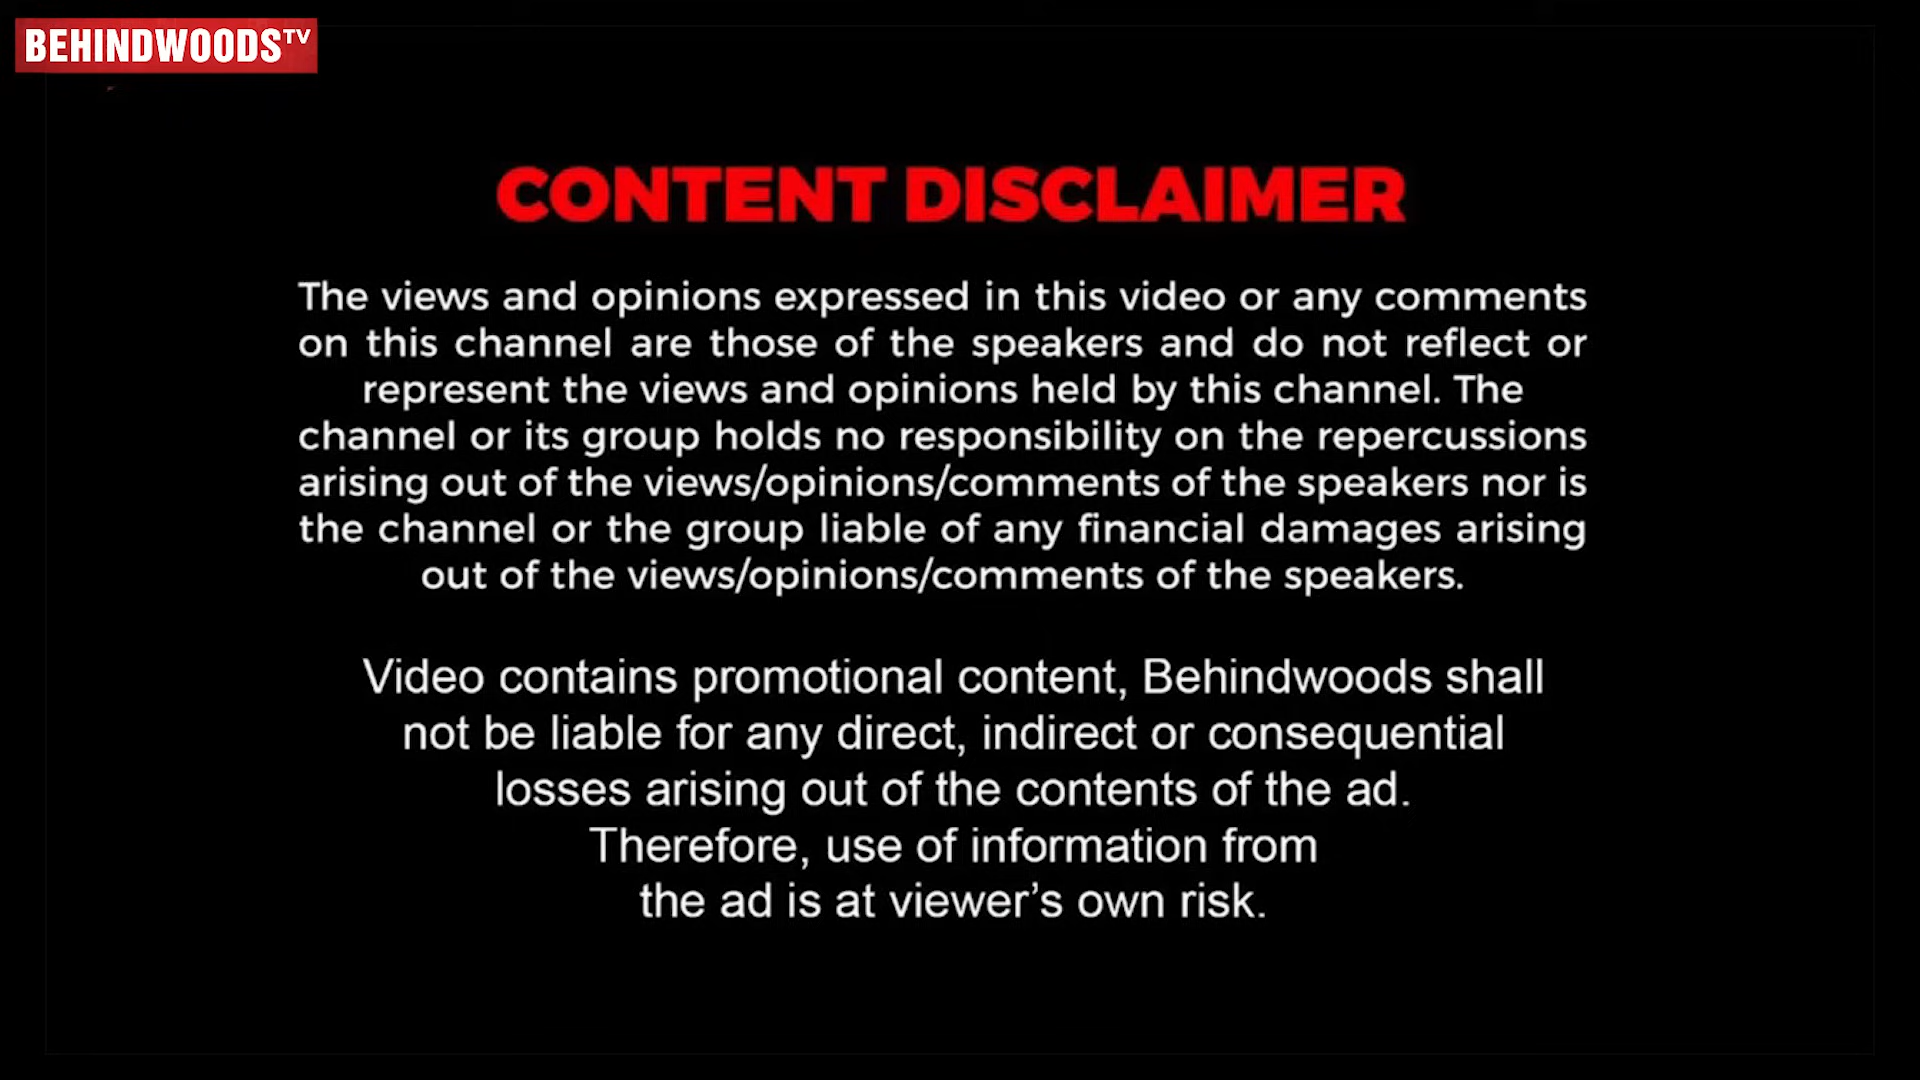 BEHINDWOODS TV
CONTENT DISCLAIMER
The views and opinions expressed in this video or any comments
on this channel are those of the speakers and do not reflect or
represent the views and opinions held by this channel. The
channel or its group holds no responsibility on the repercussions
arising out of the views/opinions/comments of the speakers nor is
the channel or the group liable of any financial damages arising
out of the views/opinions/comments of the speakers.
Video contains promotional content, Behindwoods shall
not be liable for any direct, indirect or consequential
losses arising out of the contents of the ad.
Therefore, use of information from
the ad is at viewer’s own risk.